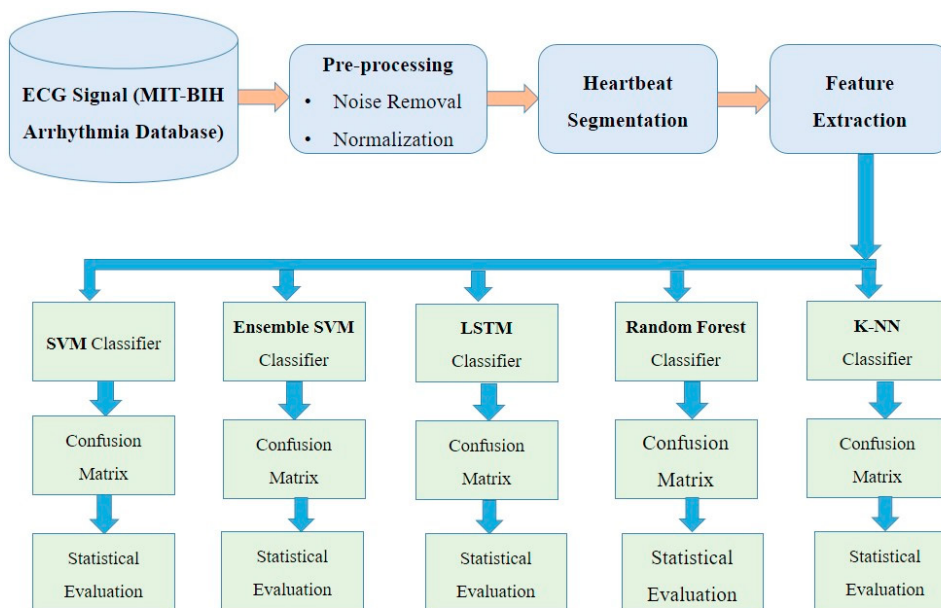 ECG Signal (MIT-BIH
Arrhythmia Database)
Pre-processing
• Noise Removal
• Normalization
Heartbeat
Segmentation
Feature
Extraction
SVM Classifier
Ensemble SVM
Classifier
LSTM
Classifier
Random Forest
Classifier
K-NN
Classifier
Confusion
Matrix
Confusion
Matrix
Confusion
Matrix
Confusion
Matrix
Confusion
Matrix
Statistical
Evaluation
Statistical
Evaluation
Statistical
Evaluation
Statistical
Evaluation
Statistical
Evaluation